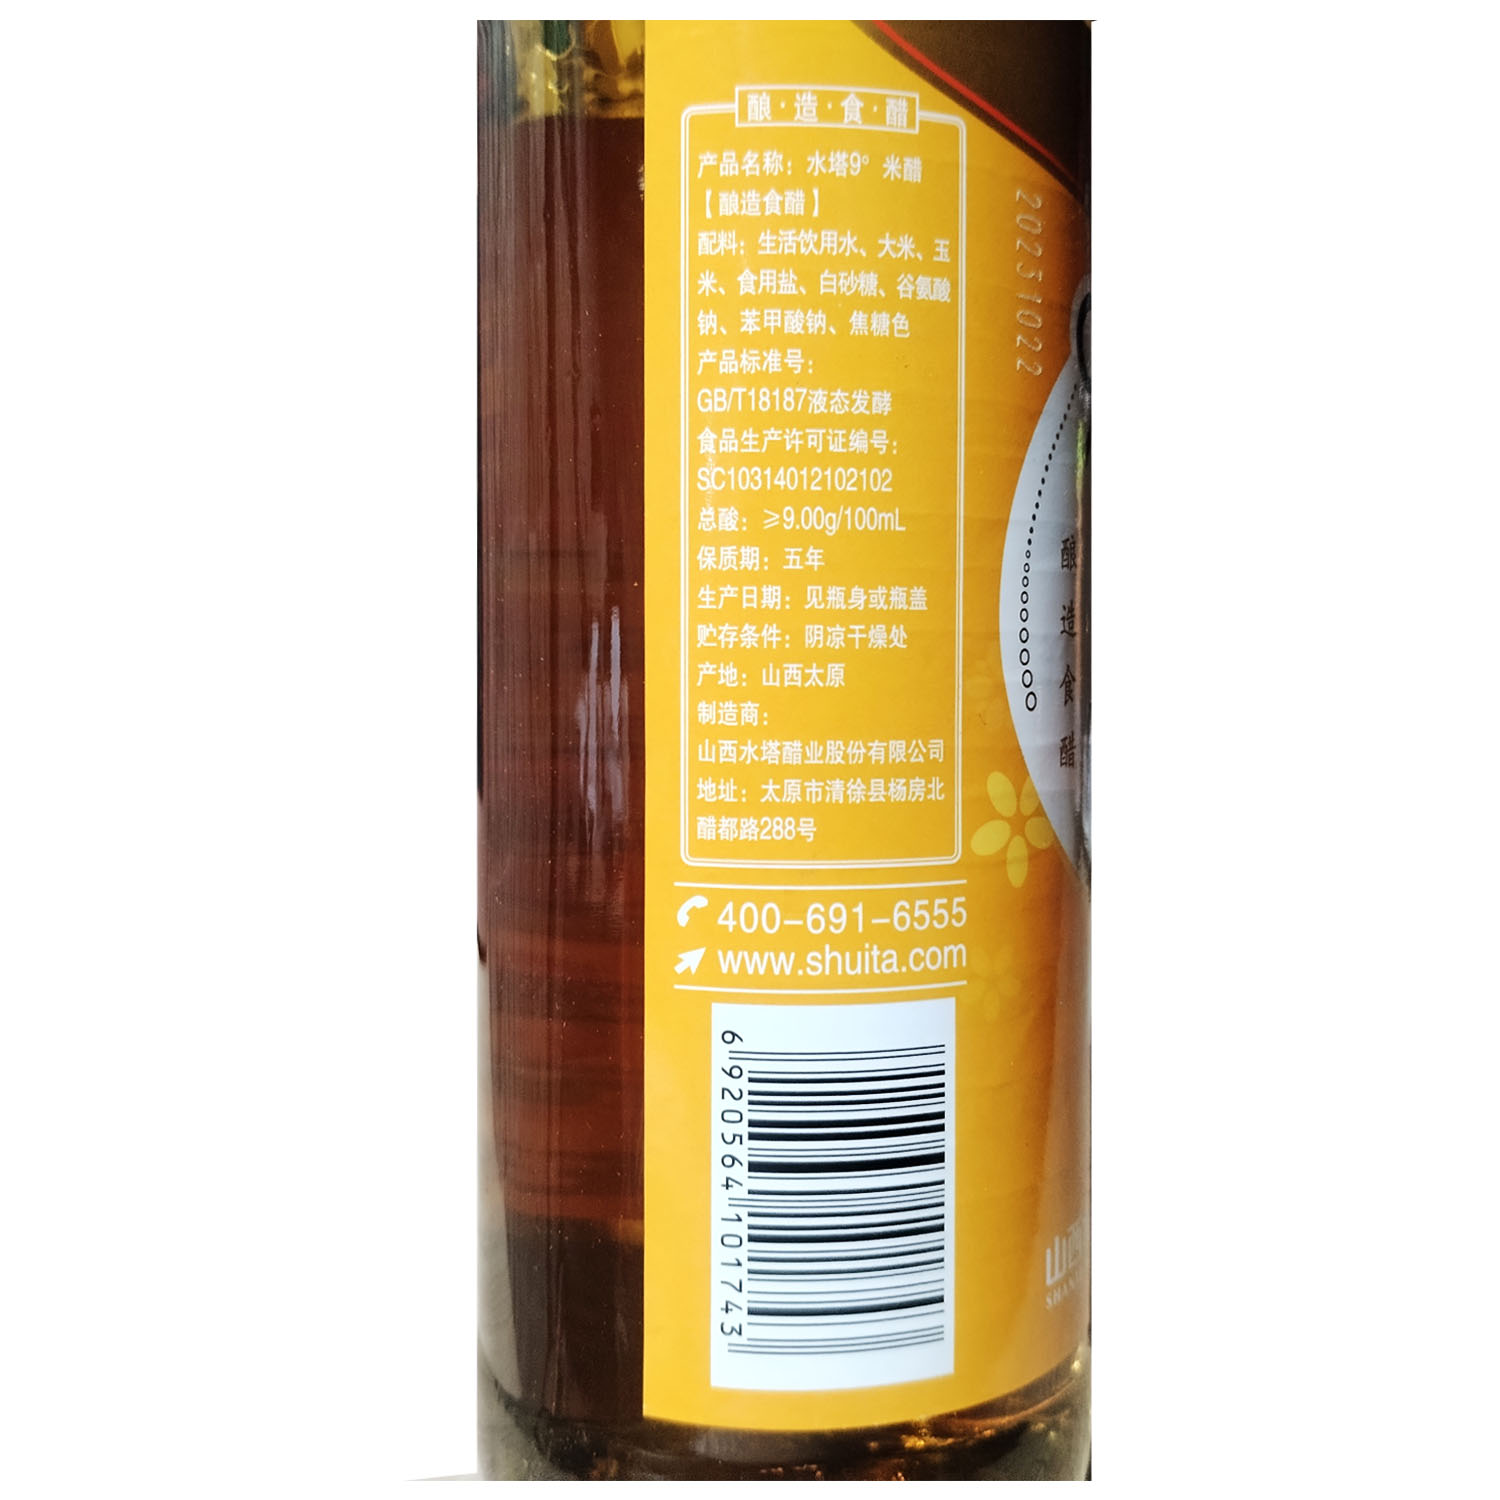 酿·造·食·醋
产品名称：水塔9° 米醋
【酿造食醋】
配料：生活饮用水、大米、玉
米、食用盐、白砂糖、谷氨酸
钠、苯甲酸钠、焦糖色
产品标准号：
GB/T18187液态发酵
食品生产许可证编号：
SC10314012102102
总酸：≥9.00g/100mL
保质期：五年
生产日期：见瓶身或瓶盖
贮存条件：阴凉干燥处
产地：山西太原
制造商：
山西水塔醋业股份有限公司
地址：太原市清徐县杨房北
醋都路288号
400-691-6555
www.shuita.com
6 920564 101743
20231022
酿造食醋
山西